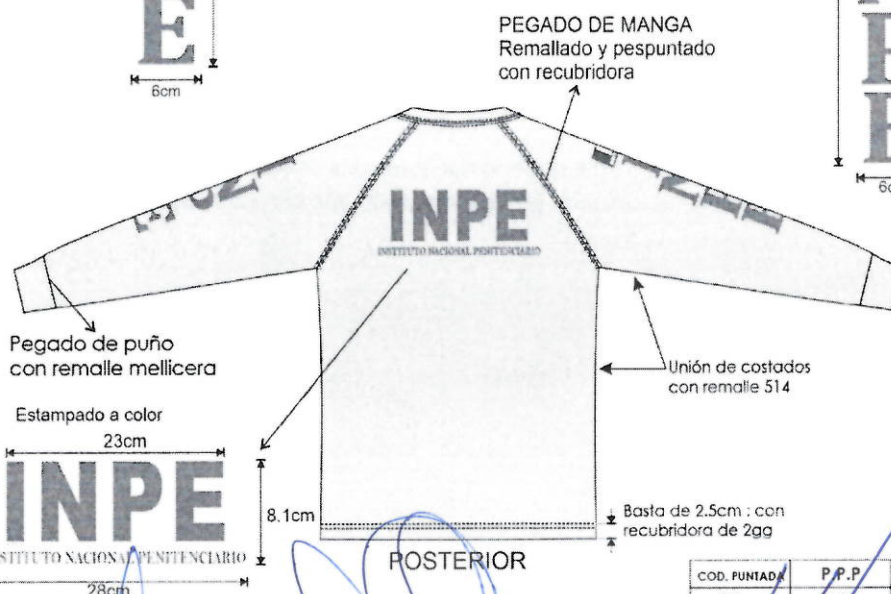 E
6cm
PEGADO DE MANGA
Remallado y pespuntado
con recubridora
INPE
INSTITUTO NACIONAL PENITENCIARIO
Pegado de puño
con remalle mellicera
Unión de costados
con remalle 514
Estampado a color
23cm
INPE
NACIONAL PENITENCIARIO
8.1cm
28cm
Basta de 2.5cm : con
recubridora de 2gg
POSTERIOR
COD. PUNTADA P.P.P